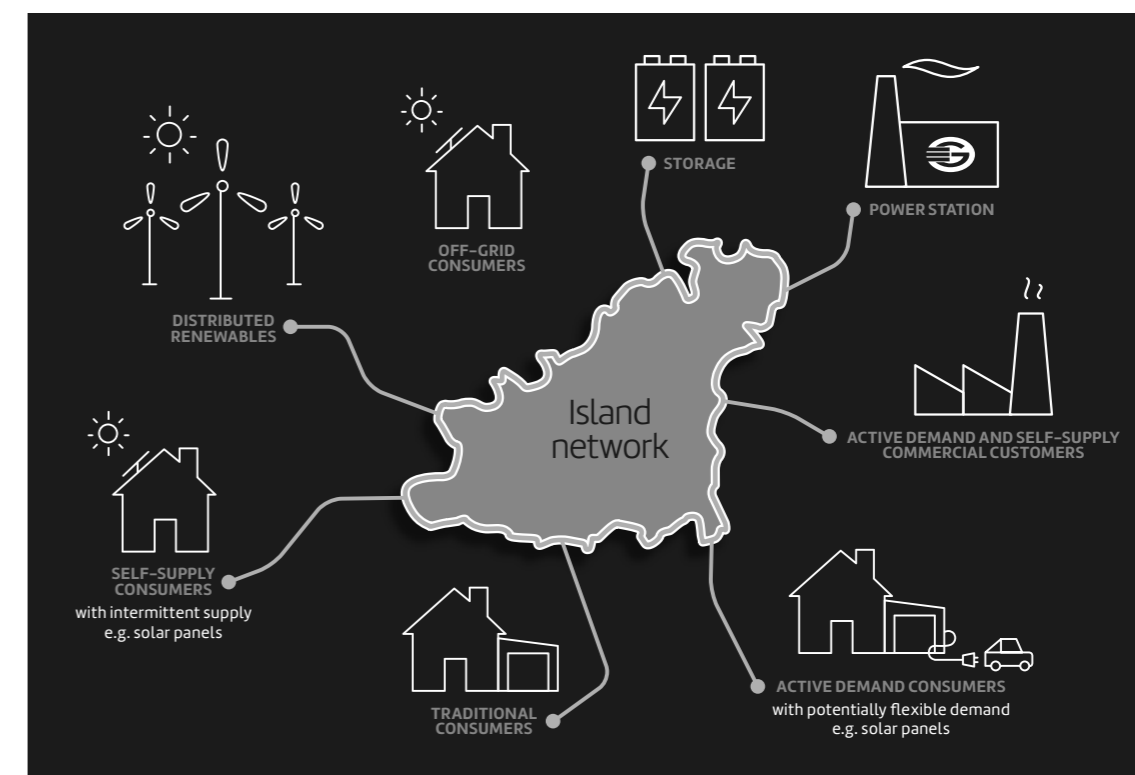 STORAGE
POWER STATION
OFF-GRID
CONSUMERS
DISTRIBUTED
RENEWABLES
Island
network
ACTIVE DEMAND AND SELF-SUPPLY
COMMERCIAL CUSTOMERS
SELF-SUPPLY
CONSUMERS
with intermittent supply
e.g. solar panels
TRADITIONAL
CONSUMERS
ACTIVE DEMAND CONSUMERS
with potentially flexible demand
e.g. solar panels